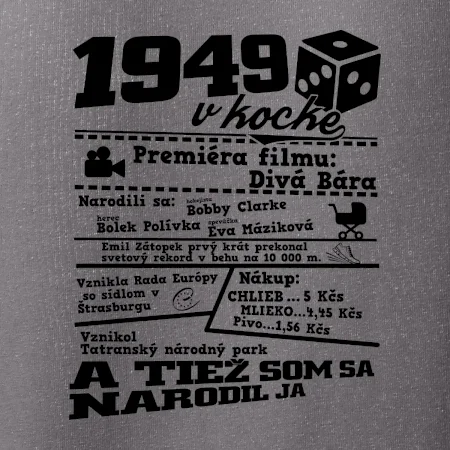 1949
v kocke
Premiéra filmu:
Divá Bára
Narodili sa:
hokejista
Bobby Clarke
herec
Bolek Polívka
speváčka
Eva Máziková
Emil Zátopek prvý krát prekonal
svetový rekord v behu na 10 000 m.
Vznikla Rada Európy
so sídlom v
Štrasburgu
Nákup:
CHLIEB... 5 Kčs
MLIEKO...4,45 Kčs
Pivo...1,56 Kčs
Vznikol
Tatranský národný park
A TIEŽ SOM SA
NARODIL JA